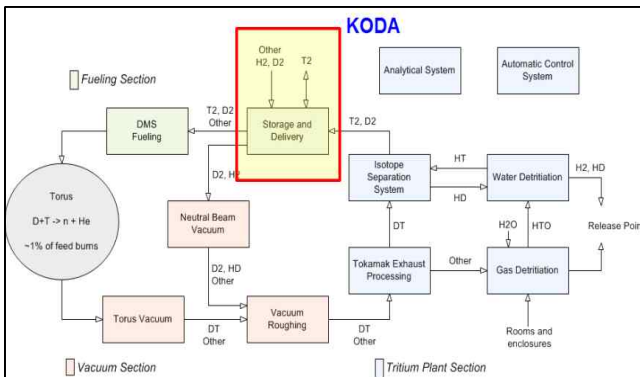 KODA
Other
H2, D2
T2
Analytical System
Automatic Control
System
Fueling Section
T2, D2
Other
DMS
Fueling
Storage and
Delivery
T2, D2
Torus
D+T -> n + He
~1% of feed burns
D2, H2
Neutral Beam
Vacuum
Isotope
Separation
System
HT
HD
Water Detritiation
H2, HD
Release Point
DT
H2O
HTO
D2, HD
Other
Tokamak Exhaust
Processing
Other
Gas Detritiation
Torus Vacuum
DT
Other
Vacuum
Roughing
DT
Other
Rooms and
enclosures
Vacuum Section
Tritium Plant Section